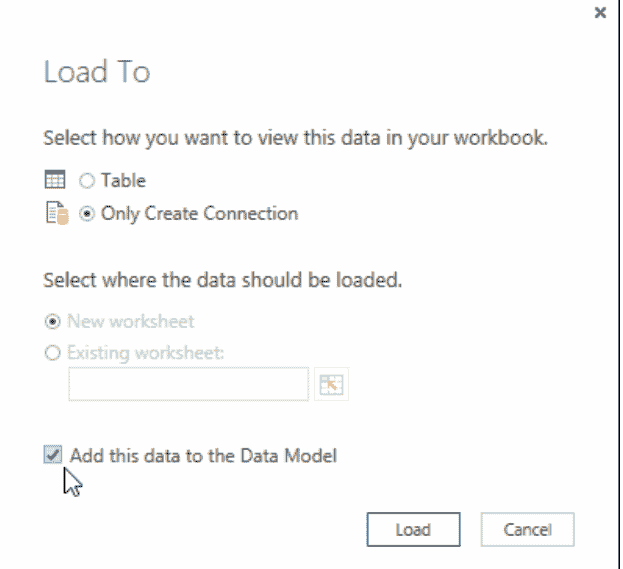 Load To
Select how you want to view this data in your workbook.
Table
Only Create Connection
Select where the data should be loaded.
New worksheet
Existing worksheet:
Add this data to the Data Model
Load Cancel